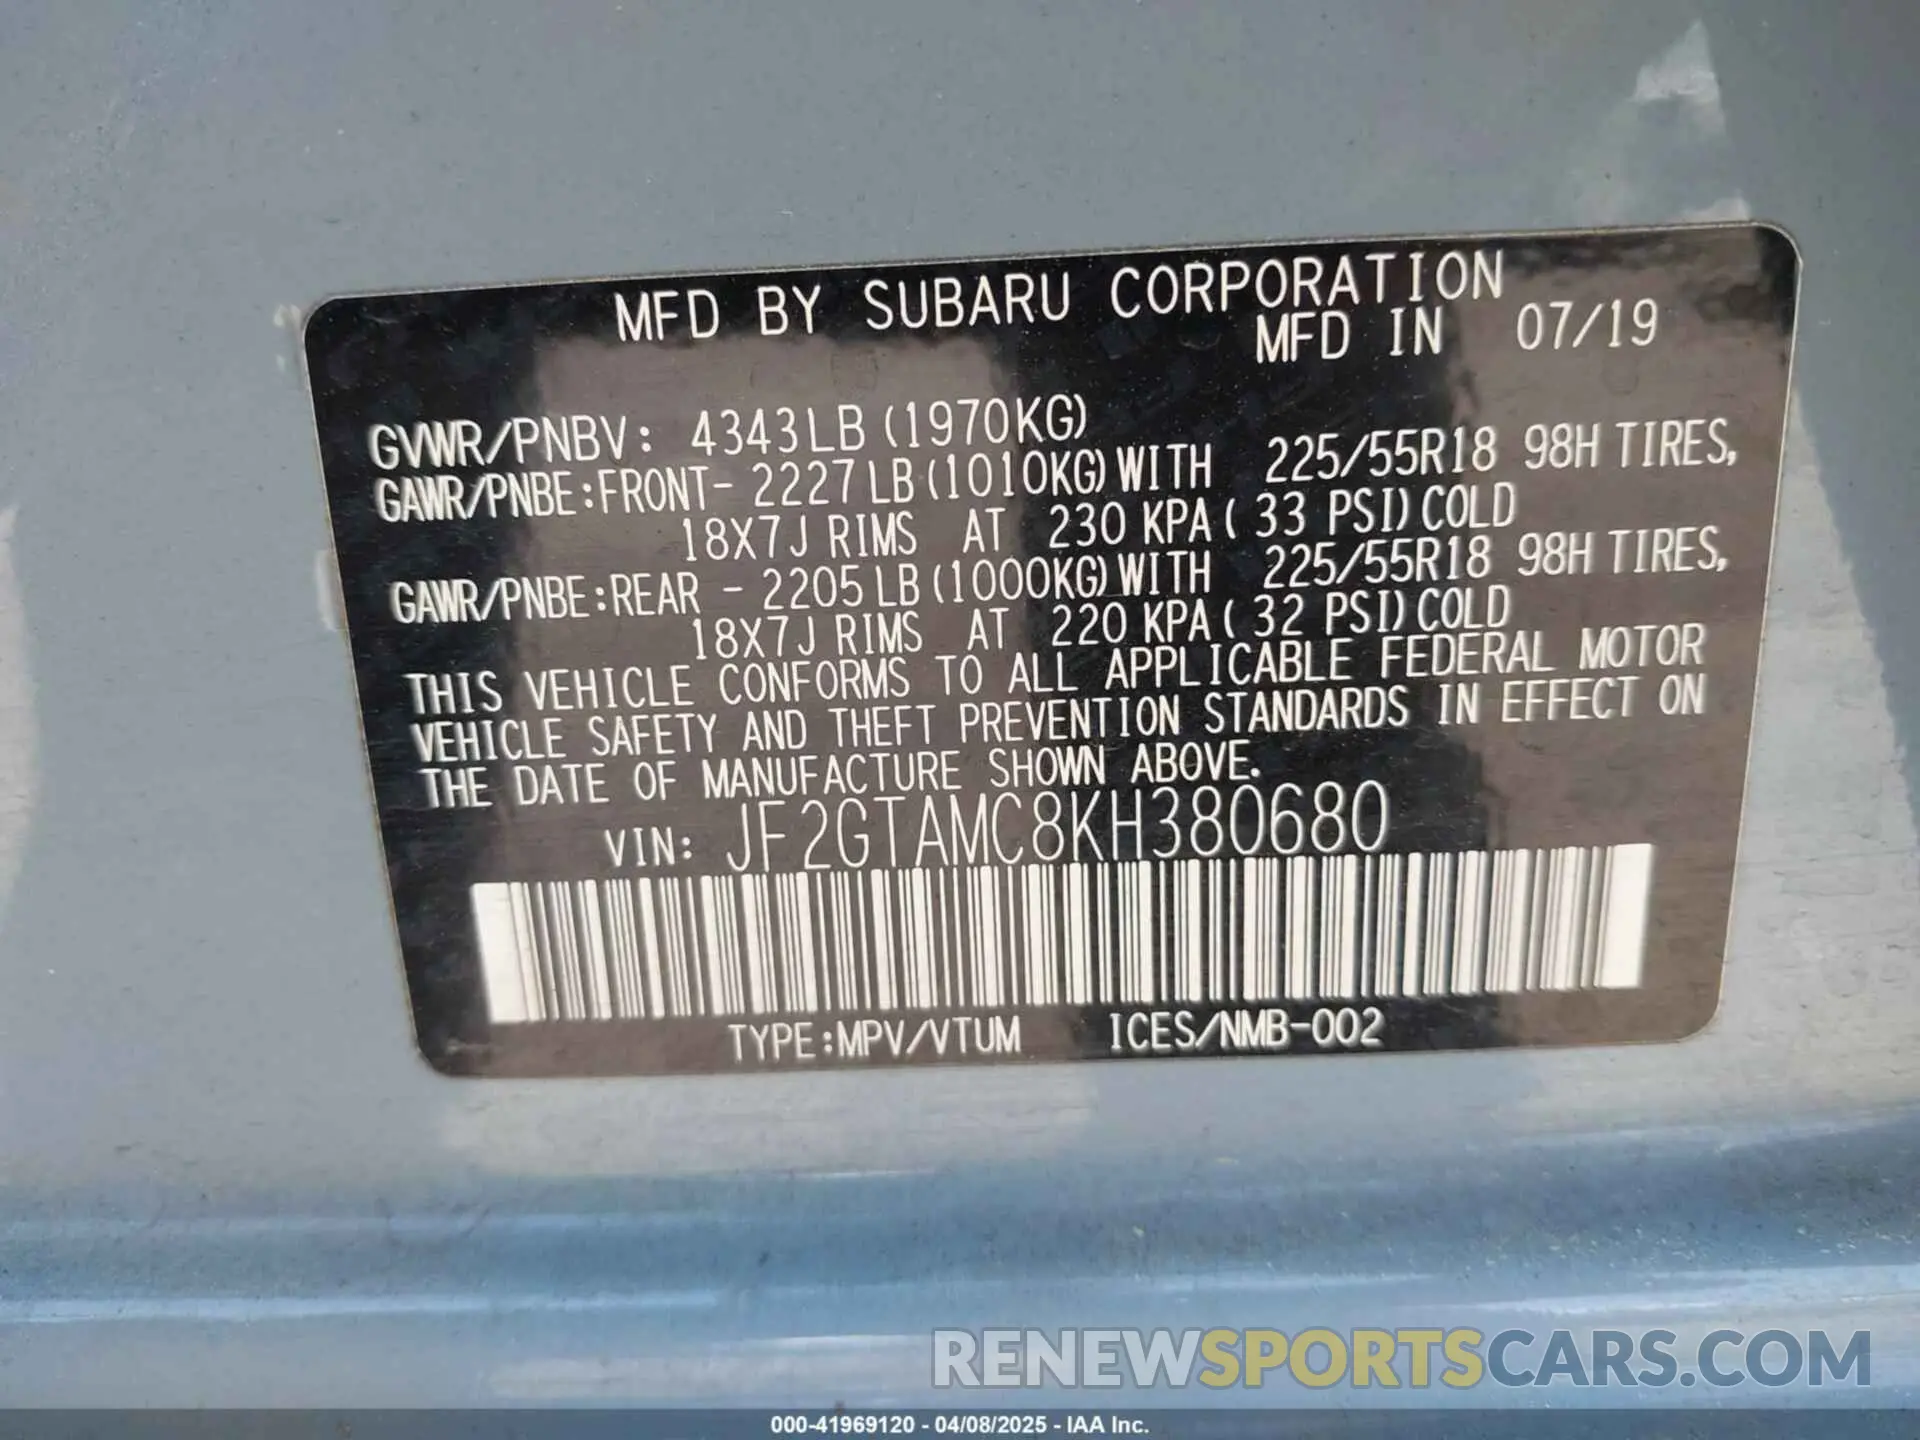 MFD BY SUBARU CORPORATION
MFD IN 07/19
GVWR/PNBV: 4343LB(1970KG)
GAWR/PNBE:FRONT- 2227LB(1010KG)WITH 225/55R18 98H TIRES,
18X7J RIMS AT 230 KPA( 33 PSI)COLD
GAWR/PNBE:REAR - 2205LB(1000KG)WITH 225/55R18 98H TIRES,
18X7J RIMS AT 220 KPA( 32 PSI)COLD
THIS VEHICLE CONFORMS TO ALL APPLICABLE FEDERAL MOTOR
VEHICLE SAFETY AND THEFT PREVENTION STANDARDS IN EFFECT ON
THE DATE OF MANUFACTURE SHOWN ABOVE.
VIN: JF2GTAMC8KH380680
TYPE:MPV/VTUM ICES/NMB-002
RENEWSPORTSCARS.COM
000-41969120 - 04/08/2025 - IAA Inc.